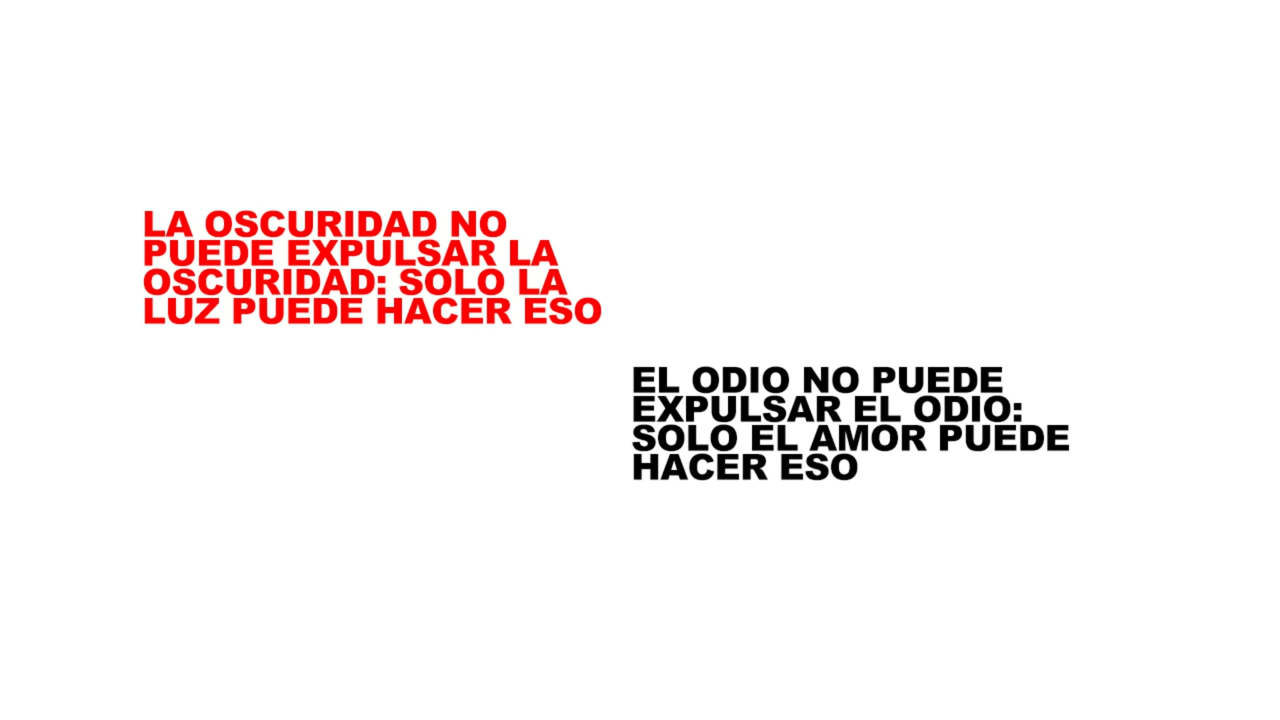 LA OSCURIDAD NO
PUEDE EXPULSAR LA
OSCURIDAD: SOLO LA
LUZ PUEDE HACER ESO
EL ODIO NO PUEDE
EXPULSAR EL ODIO:
SOLO EL AMOR PUEDE
HACER ESO